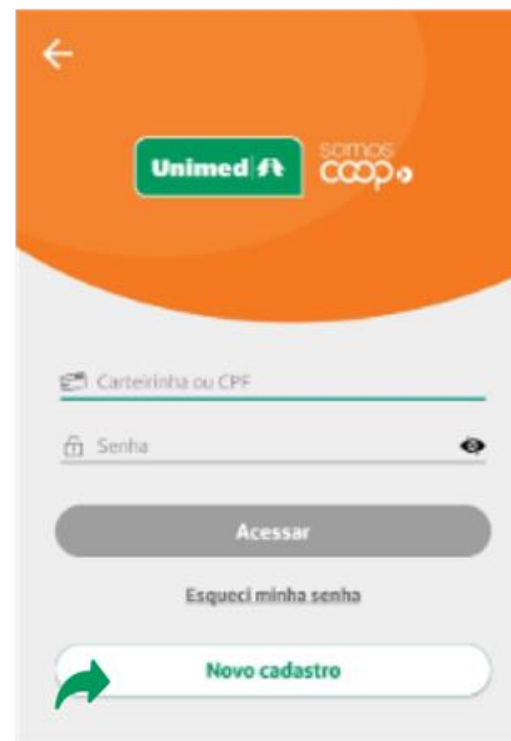 Unimed
somos
coop
Carteirinha ou CPF
Senha
Acessar
Esqueci minha senha
Novo cadastro